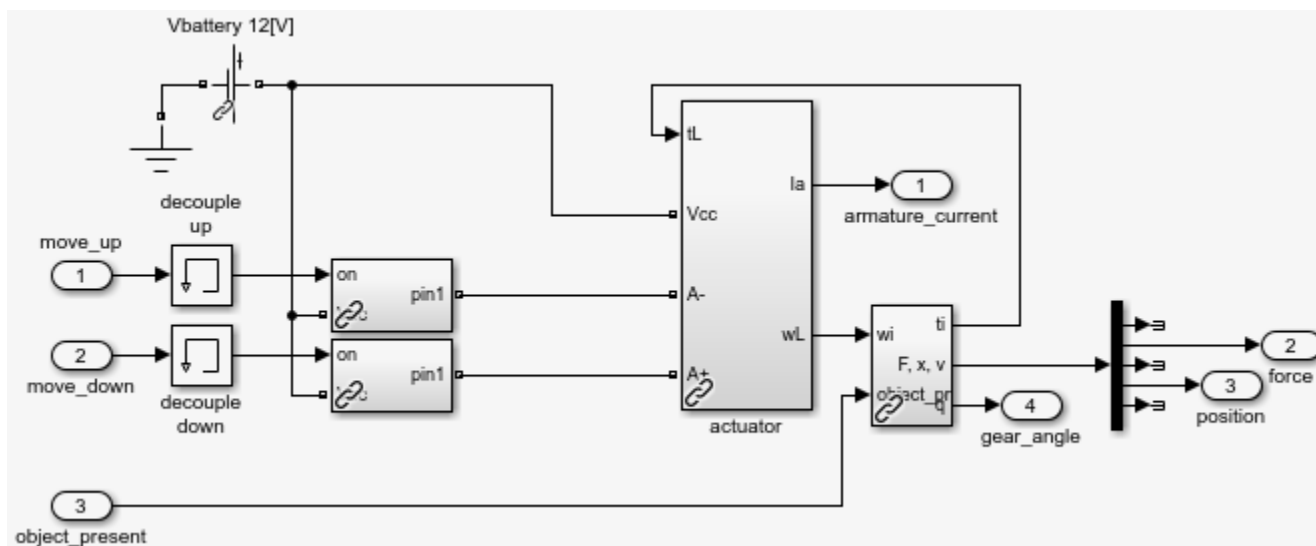 Vbattery 12[V]
tL
Ia
1
armature_current
Vcc
decouple
up
move_up
1
on
pin1
A-
wL
wi
ti
2
force
F, x, v
2
move_down
on
pin1
A+
3
position
q
4
gear_angle
decouple
down
actuator
3
object_present